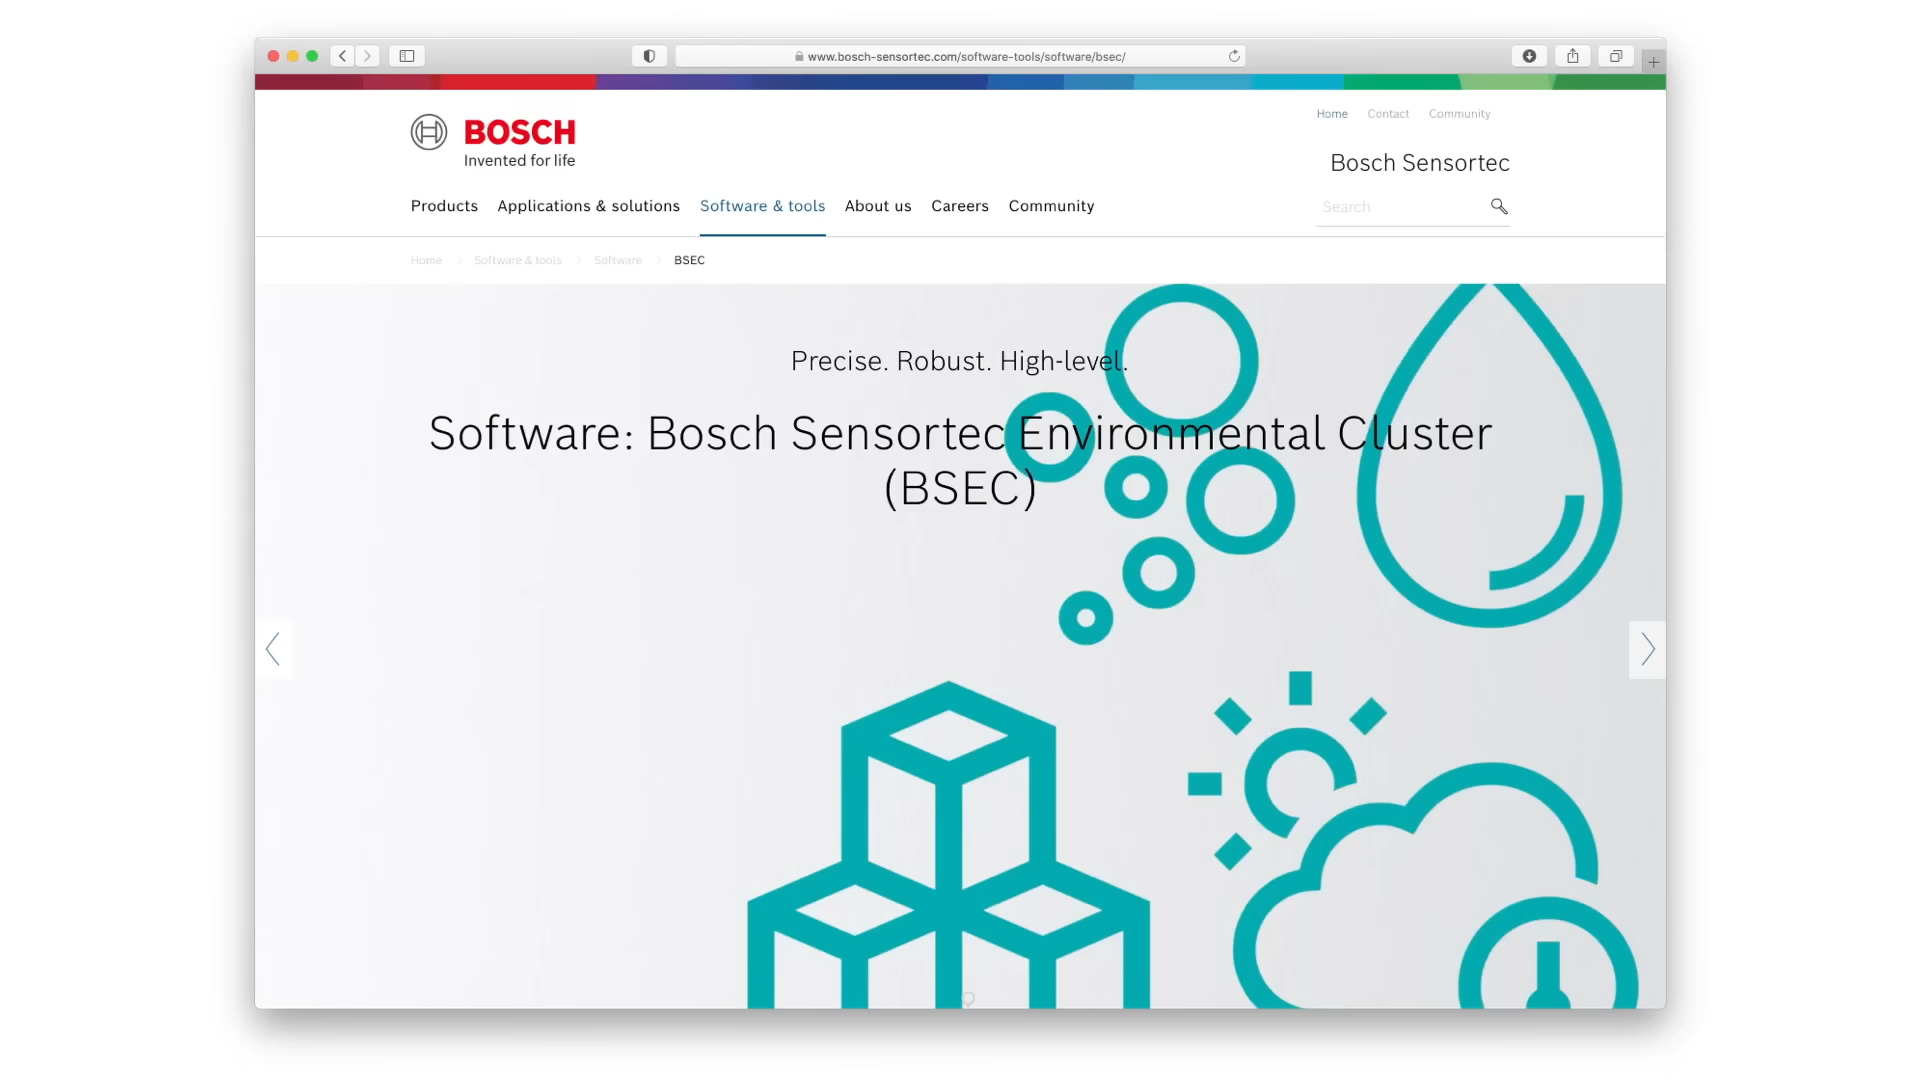 www.bosch-sensortec.com/software-tools/software/bsec/
Home Contact Community
BOSCH
Invented for life
Bosch Sensortec
Products Applications & solutions Software & tools About us Careers Community
Search
Home Software & tools Software BSEC
Precise. Robust. High-level.
Software: Bosch Sensortec Environmental Cluster
(BSEC)